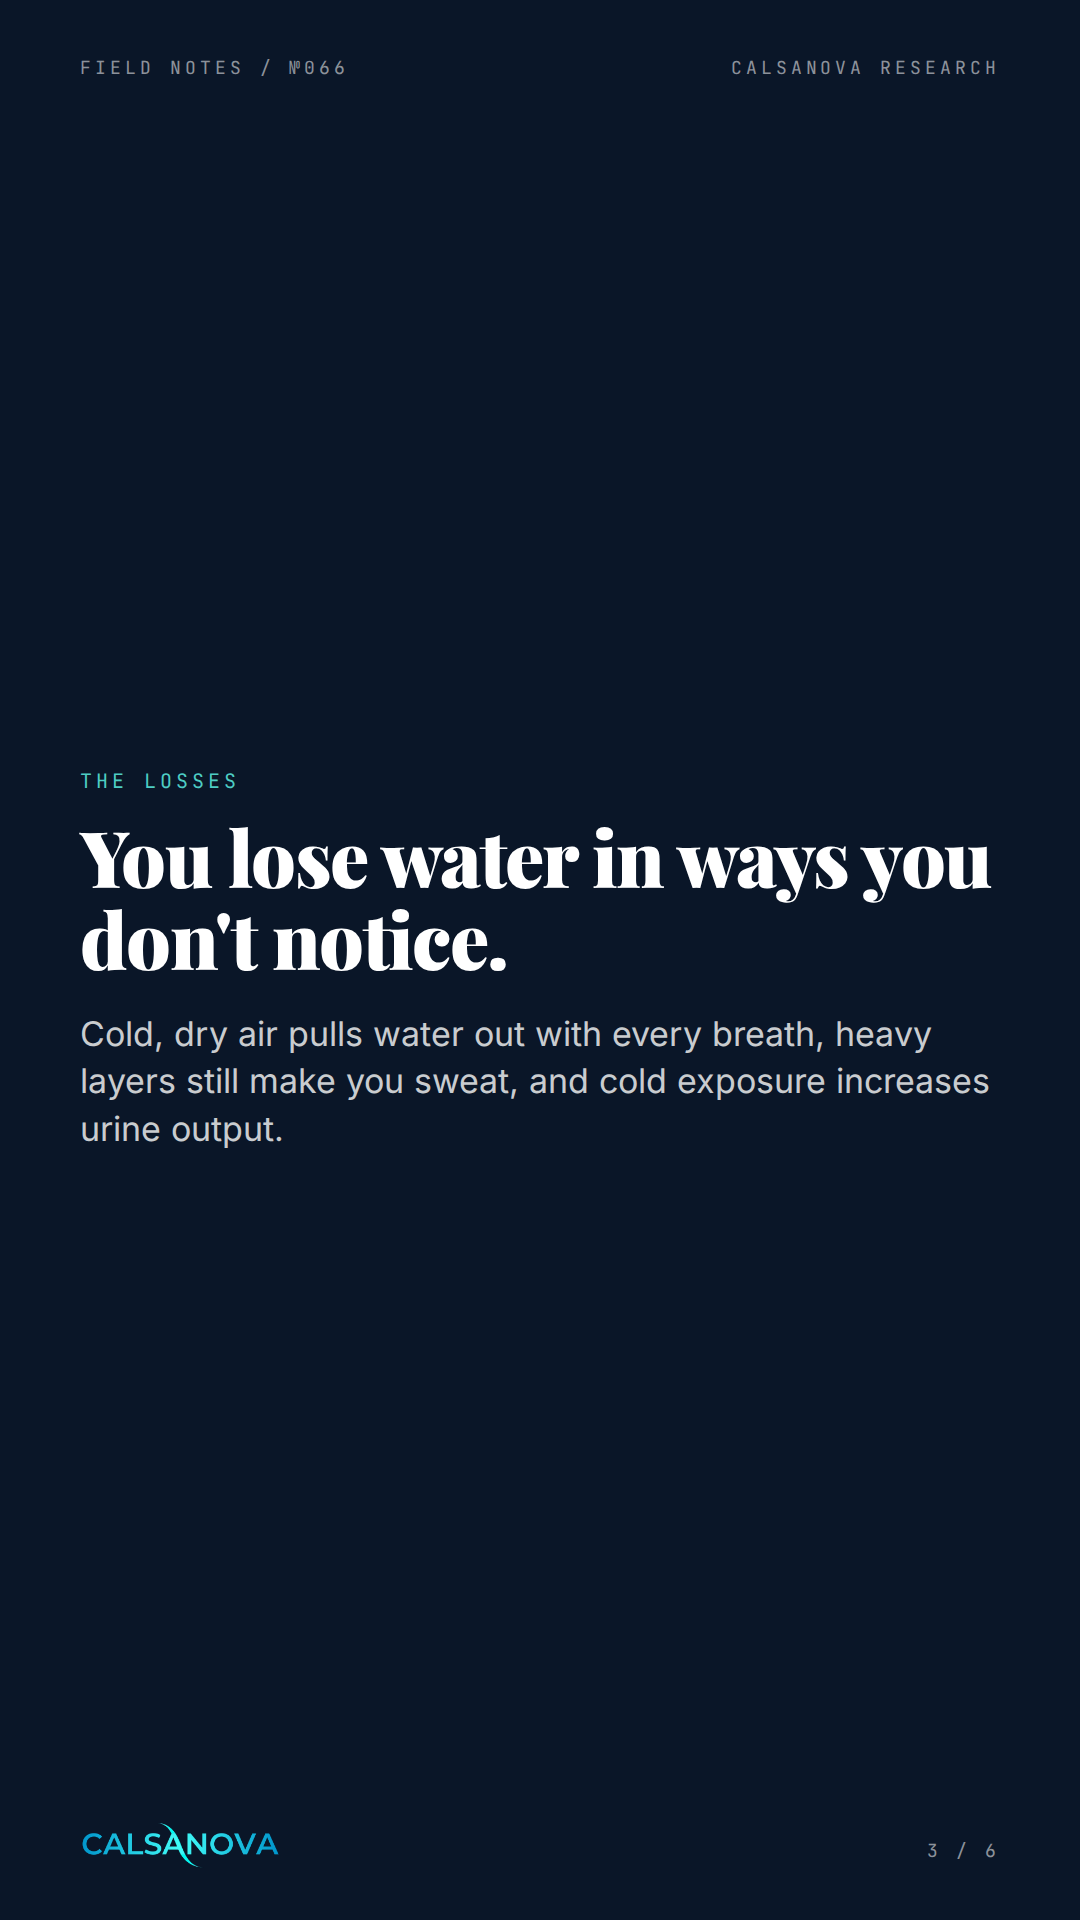 FIELD NOTES / №066
CALSANOVA RESEARCH
THE LOSSES
You lose water in ways you
don't notice.
Cold, dry air pulls water out with every breath, heavy
layers still make you sweat, and cold exposure increases
urine output.
CALSANOVA
3 / 6